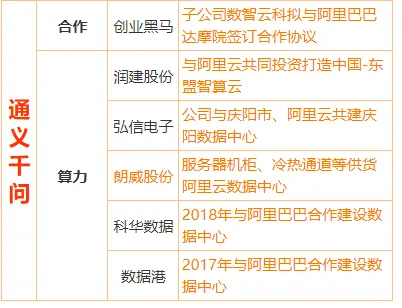 通义千问
合作
创业黑马
子公司数智云科拟与阿里巴巴
达摩院签订合作协议
算力
润建股份
与阿里云共同投资打造中国-东
盟智算云
弘信电子
公司与庆阳市、阿里云共建庆
阳数据中心
朗威股份
服务器机柜、冷热通道等供货
阿里云数据中心
科华数据
2018年与阿里巴巴合作建设数
据中心
数据港
2017年与阿里巴巴合作建设数
据中心